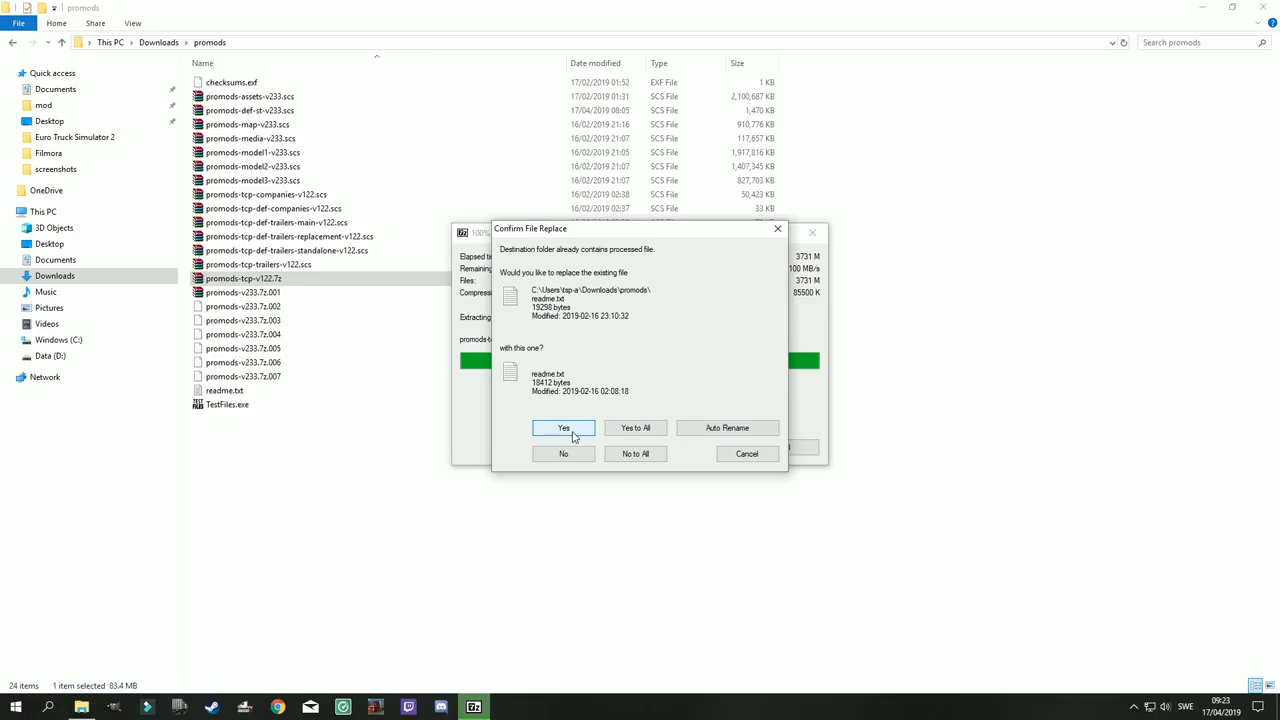 promods
File
Home
Share
View
This PC
Downloads
promods
Search promods
Name
Date modified
Type
Size
Quick access
Documents
mod
Desktop
Euro Truck Simulator 2
Filmora
screenshots
OneDrive
This PC
3D Objects
Desktop
Documents
Downloads
Music
Pictures
Videos
Windows (C:)
Data (D:)
Network
checksums.exf 17/02/2019 01:52 EXF File 1 KB
promods-assets-v233.scs 17/02/2019 01:31 SCS File 2,100,687 KB
promods-def-st-v233.scs 17/04/2019 08:05 SCS File 1,470 KB
promods-map-v233.scs 16/02/2019 21:16 SCS File 910,776 KB
promods-media-v233.scs 16/02/2019 21:07 SCS File 117,657 KB
promods-model1-v233.scs 16/02/2019 21:05 SCS File 1,917,816 KB
promods-model2-v233.scs 16/02/2019 21:07 SCS File 1,407,345 KB
promods-model3-v233.scs 16/02/2019 21:07 SCS File 827,703 KB
promods-tcp-companies-v122.scs 16/02/2019 02:38 SCS File 50,423 KB
promods-tcp-def-companies-v122.scs 16/02/2019 02:37 SCS File 33 KB
promods-tcp-def-trailers-main-v122.scs
promods-tcp-def-trailers-replacement-v122.scs
promods-tcp-def-trailers-standalone-v122.scs
promods-tcp-trailers-v122.scs
promods-tcp-v122.7z
promods-v233.7z.001
promods-v233.7z.002
promods-v233.7z.003
promods-v233.7z.004
promods-v233.7z.005
promods-v233.7z.006
promods-v233.7z.007
readme.txt
TestFiles.exe
100%
Elapsed ti
Remaining
Files:
Compress
Extracting
promods-t
3731 M
100 MB/s
3731 M
85500 K
Confirm File Replace
Destination folder already contains processed file.
Would you like to replace the existing file
C:\Users\tsp-a\Downloads\promods\
readme.txt
19298 bytes
Modified: 2019-02-16 23:10:32
with this one?
readme.txt
18412 bytes
Modified: 2019-02-16 02:08:18
Yes
Yes to All
Auto Rename
No
No to All
Cancel
24 items 1 item selected 83.4 MB
SWE
09:23
17/04/2019